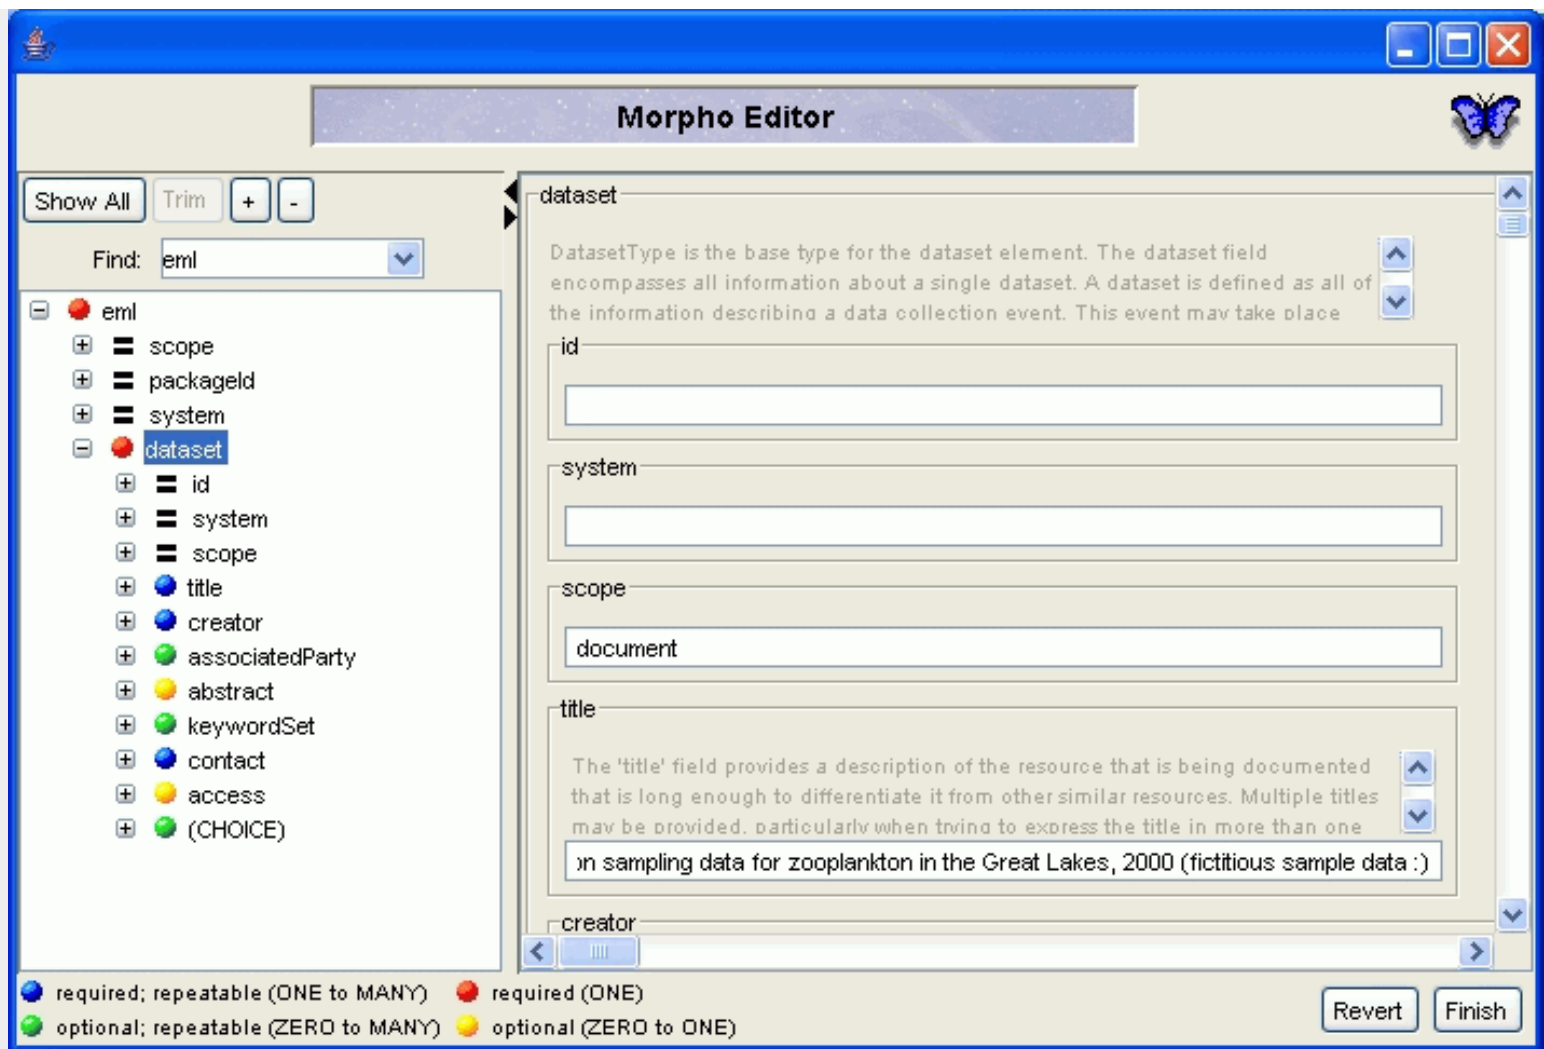 Morpho Editor
Show All Trim + -
Find: eml
eml
scope
packageId
system
dataset
id
system
scope
title
creator
associatedParty
abstract
keywordSet
contact
access
(CHOICE)
dataset
DatasetType is the base type for the dataset element. The dataset field
encompasses all information about a single dataset. A dataset is defined as all of
the information describing a data collection event. This event may take place
id
system
scope
document
title
The 'title' field provides a description of the resource that is being documented
that is long enough to differentiate it from other similar resources. Multiple titles
may be provided, particularly when trying to express the title in more than one
on sampling data for zooplankton in the Great Lakes, 2000 (fictitious sample data :)
creator
required; repeatable (ONE to MANY) required (ONE)
optional; repeatable (ZERO to MANY) optional (ZERO to ONE)
Revert Finish